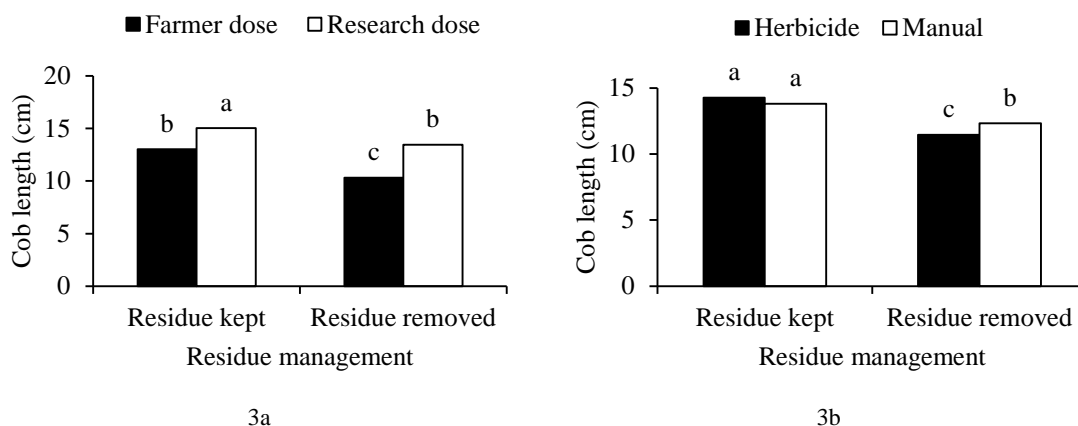 Farmer dose Research dose
20
15
10
5
0
Cob length (cm)
b a c b
Residue kept Residue removed
Residue management
3a
Herbicide Manual
15
10
5
0
Cob length (cm)
a a c b
Residue kept Residue removed
Residue management
3b